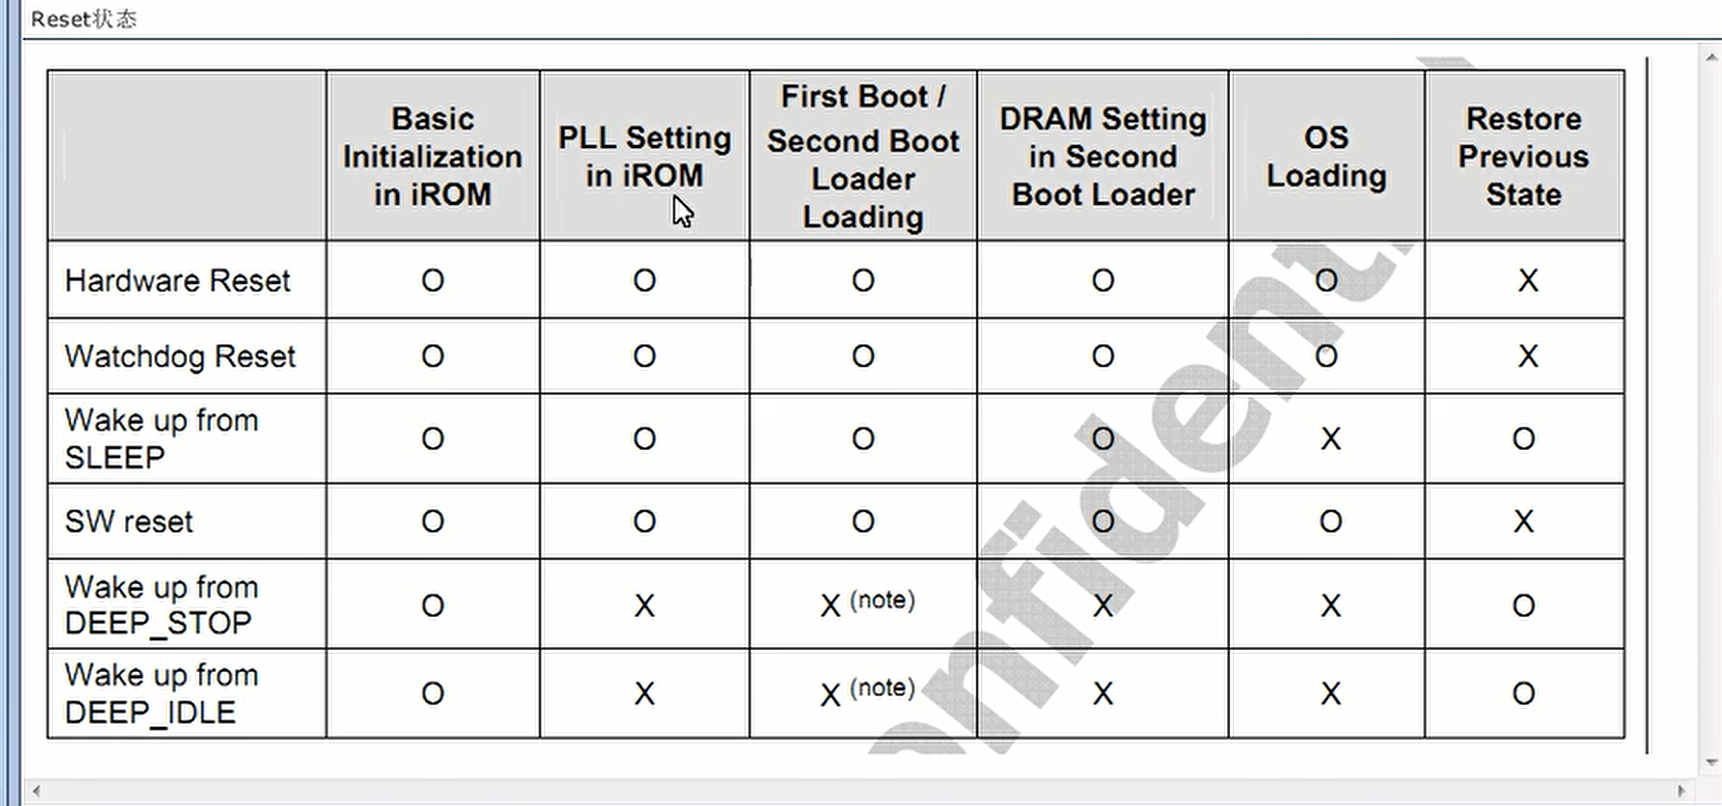 Reset状态
Basic
Initialization
in iROM
PLL Setting
in iROM
First Boot /
Second Boot
Loader
Loading
DRAM Setting
in Second
Boot Loader
OS
Loading
Restore
Previous
State
Hardware Reset O O O O O X
Watchdog Reset O O O O O X
Wake up from
SLEEP O O O O X O
SW reset O O O O O X
Wake up from
DEEP_STOP O X X (note) X X O
Wake up from
DEEP_IDLE O X X (note) X X O
onfident